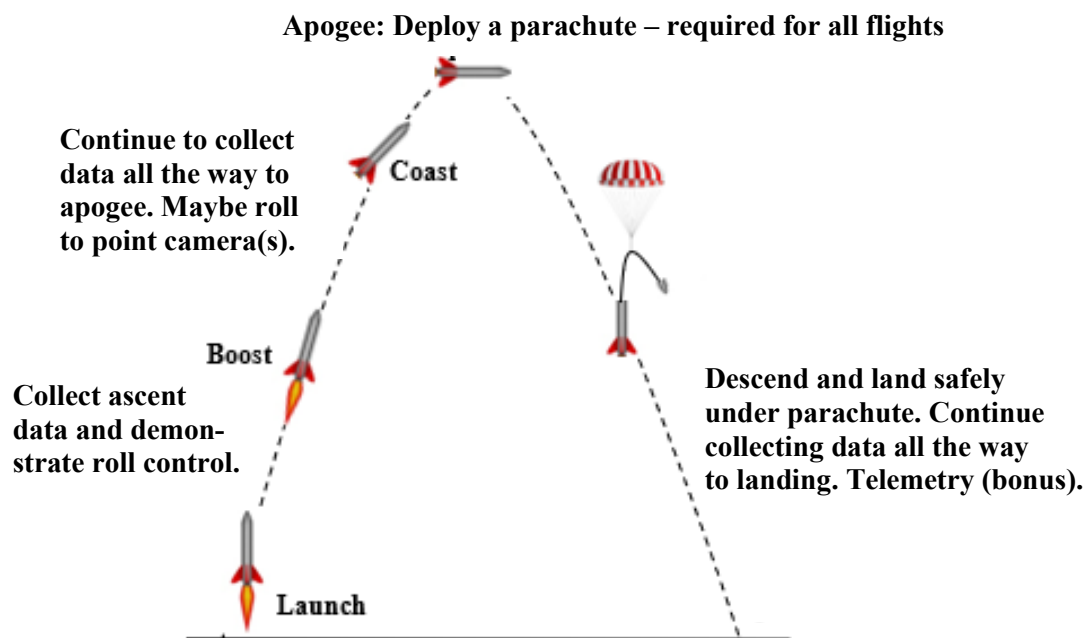 Apogee: Deploy a parachute – required for all flights
Continue to collect
data all the way to
apogee. Maybe roll
to point camera(s).
Coast
Boost
Collect ascent
data and demon-
strate roll control.
Descend and land safely
under parachute. Continue
collecting data all the way
to landing. Telemetry (bonus).
Launch